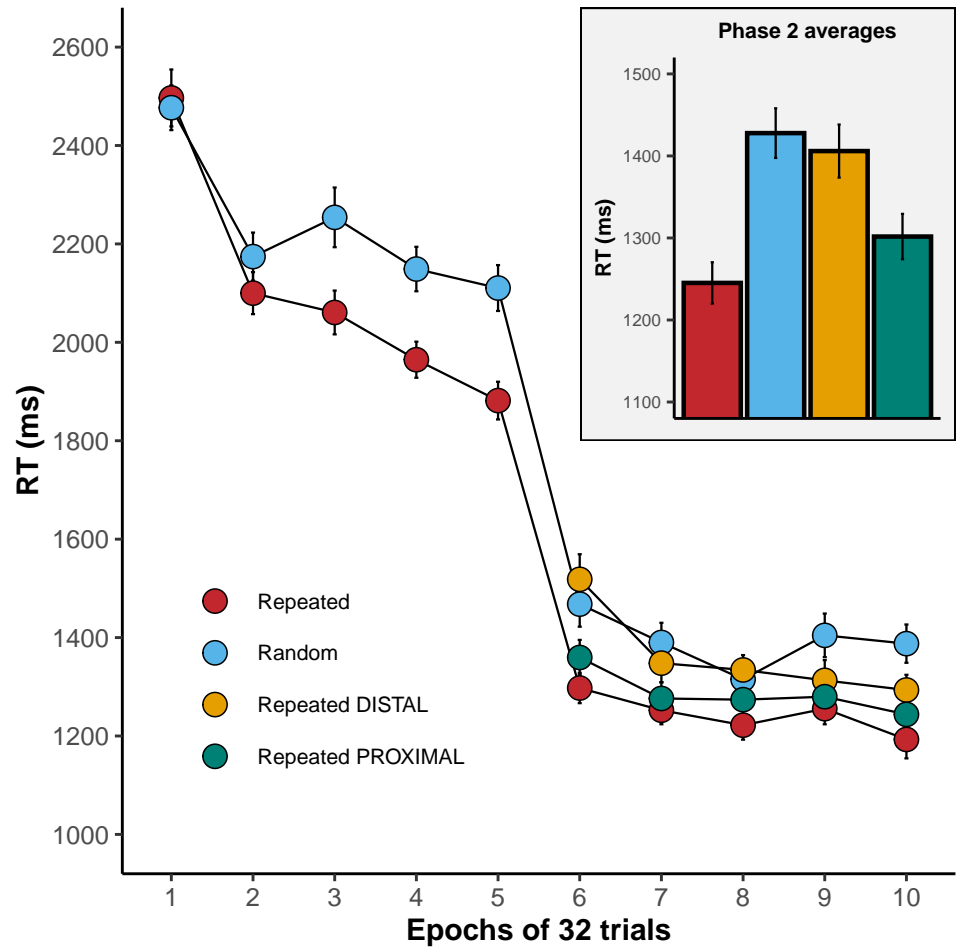 2600
2400
2200
2000
1800
1600
1400
1200
1000
RT (ms)
1 2 3 4 5 6 7 8 9 10
Epochs of 32 trials
Repeated
Random
Repeated DISTAL
Repeated PROXIMAL
Phase 2 averages
1500
1400
1300
1200
1100
RT (ms)